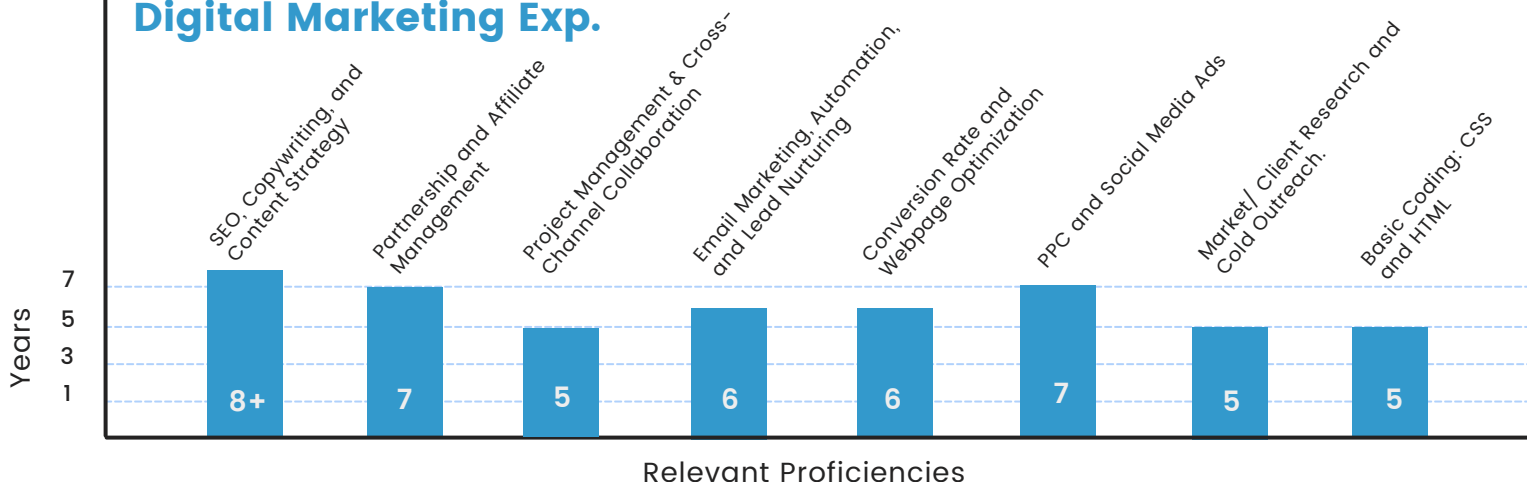 Digital Marketing Exp.
SEO, Copywriting, and
Content Strategy
Partnership and Affiliate
Management
Project Management & Cross-
Channel Collaboration
Email Marketing, Automation,
and Lead Nurturing
Conversion Rate and
Webpage Optimization
PPC and Social Media Ads
Market/ Client Research and
Cold Outreach.
Basic Coding: CSS
and HTML
Years
7
5
3
1
8+
7
5
6
6
7
5
5
Relevant Proficiencies